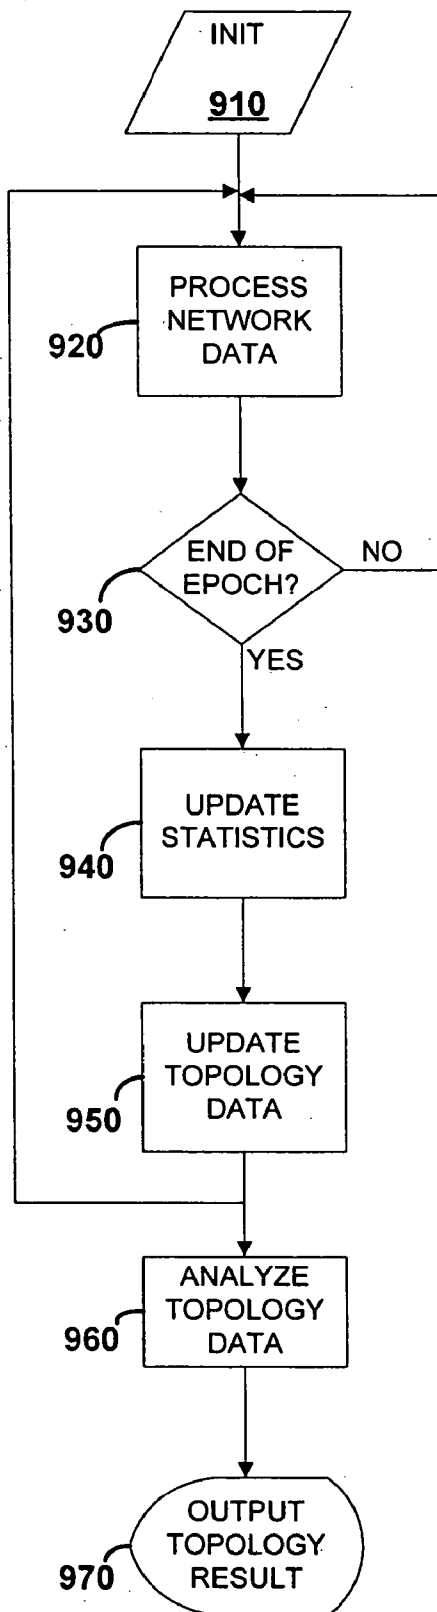 INIT
910
PROCESS
NETWORK
DATA
920
END OF
EPOCH?
NO
930
YES
UPDATE
STATISTICS
940
UPDATE
TOPOLOGY
DATA
950
ANALYZE
TOPOLOGY
DATA
960
OUTPUT
TOPOLOGY
RESULT
970